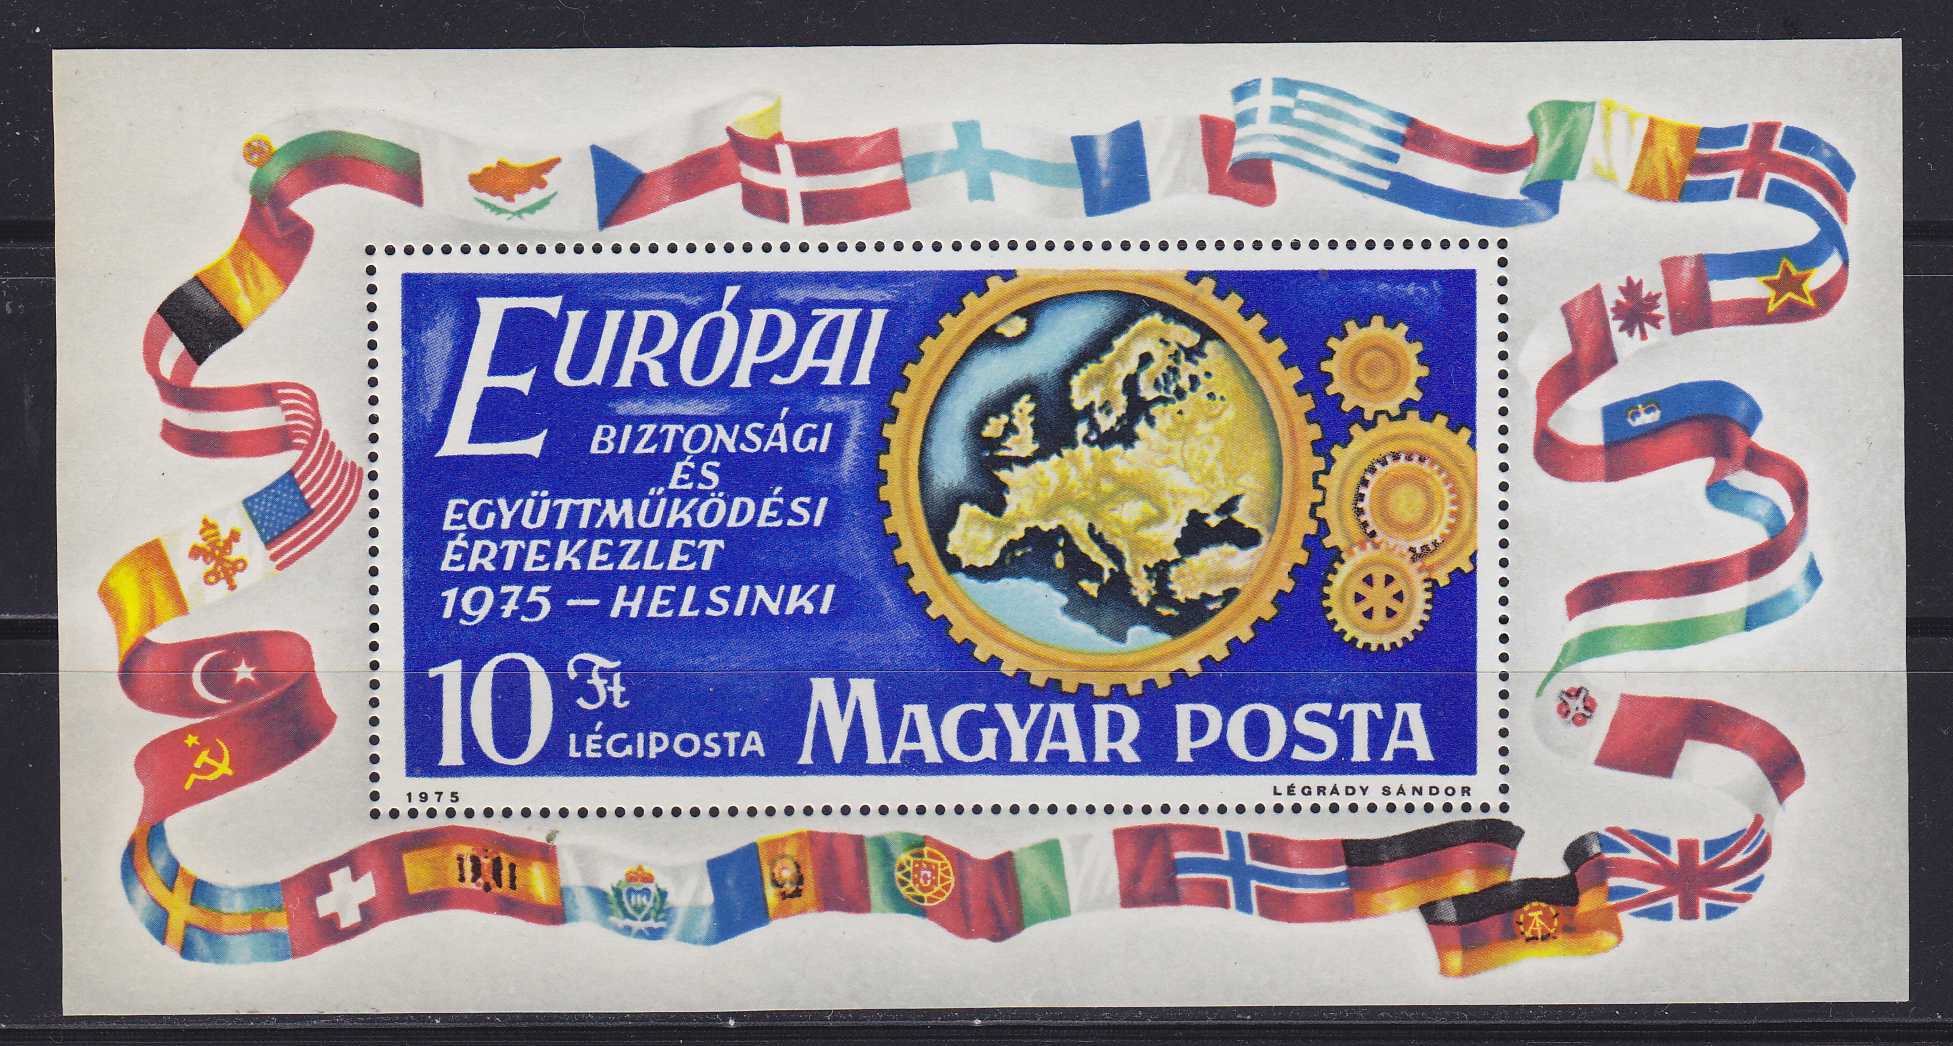 EURÓPAI
BIZTONSÁGI
ÉS
EGYÜTTMŰKÖDÉSI
ÉRTEKEZLET
1975 – HELSINKI
10 Ft
LÉGIPOSTA
MAGYAR POSTA
1975
LÉGRÁDY SÁNDOR